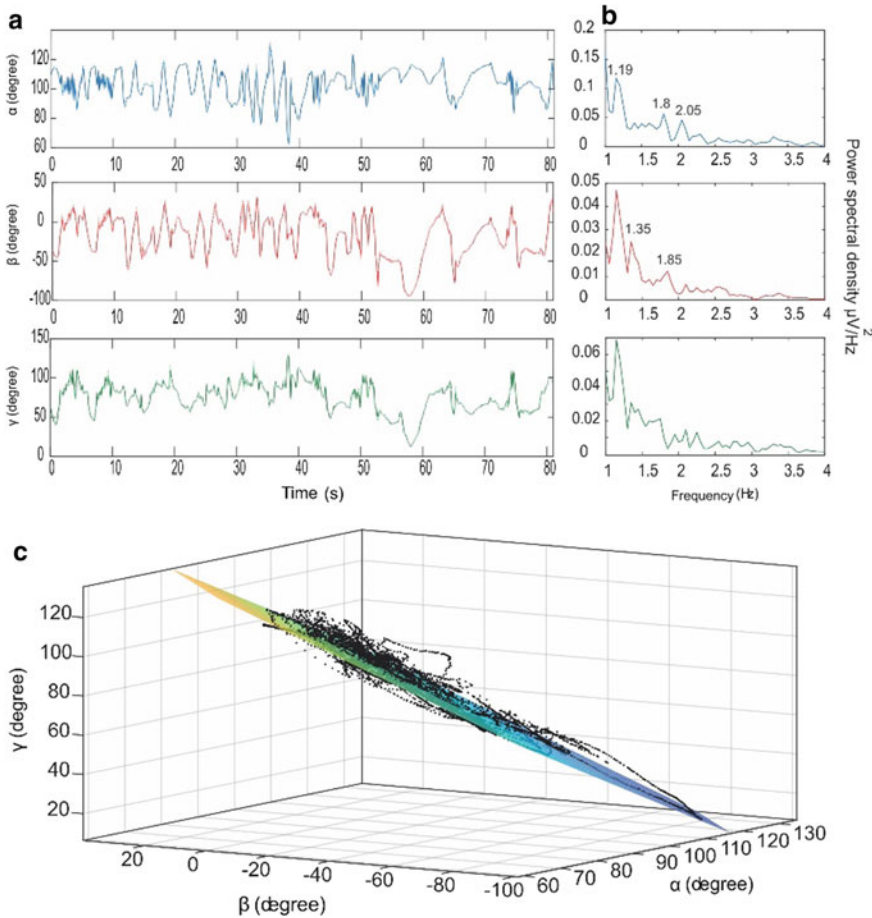 a
α (degree)
120
100
80
60
0 10 20 30 40 50 60 70 80
β (degree)
50
0
-50
-100
0 10 20 30 40 50 60 70 80
γ (degree)
150
100
50
0
0 10 20 30 40 50 60 70 80
Time (s)
b
0.2
0.15
0.1
0.05
0
1.19
1.8
2.05
1 1.5 2 2.5 3 3.5 4
0.05
0.04
0.03
0.02
0.01
0
1.35
1.85
1 1.5 2 2.5 3 3.5 4
0.06
0.04
0.02
0
1 1.5 2 2.5 3 3.5 4
Frequency (Hz)
Power spectral density µV/Hz
2
c
γ (degree)
120
100
80
60
40
20
20 0 -20 -40 -60 -80 -100
β (degree)
60 70 80 90 100 110 120 130
α (degree)